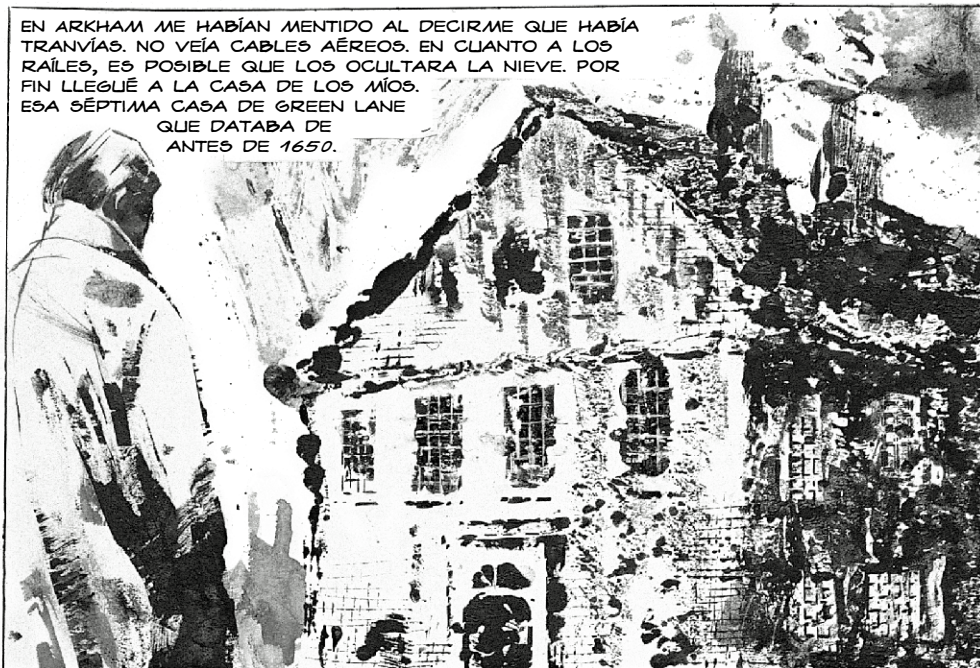 EN ARKHAM ME HABÍAN MENTIDO AL DECIRME QUE HABÍA
TRANVÍAS. NO VEÍA CABLES AÉREOS. EN CUANTO A LOS
RAÍLES, ES POSIBLE QUE LOS OCULTARA LA NIEVE. POR
FIN LLEGUÉ A LA CASA DE LOS MÍOS.
ESA SÉPTIMA CASA DE GREEN LANE
QUE DATABA DE
ANTES DE 1650.